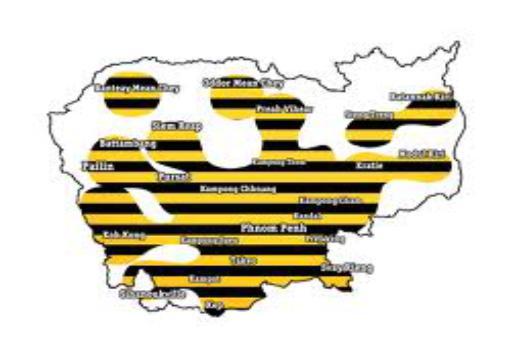 Banteay Mean Chey
Oddor Mean Chey
Preah Vihear
Ratannak Kiri
Stung Treng
Siem Reap
Battambang
Modul Kiri
Pailin
Kampong Thom
Kratie
Pursat
Kampong Chhnang
Kampong Cham
Kandal
Phnom Penh
Koh Kong
Kampong Speu
Prey Veng
Takeo
Svay Rieng
Kampot
Sihanoukville
Kep